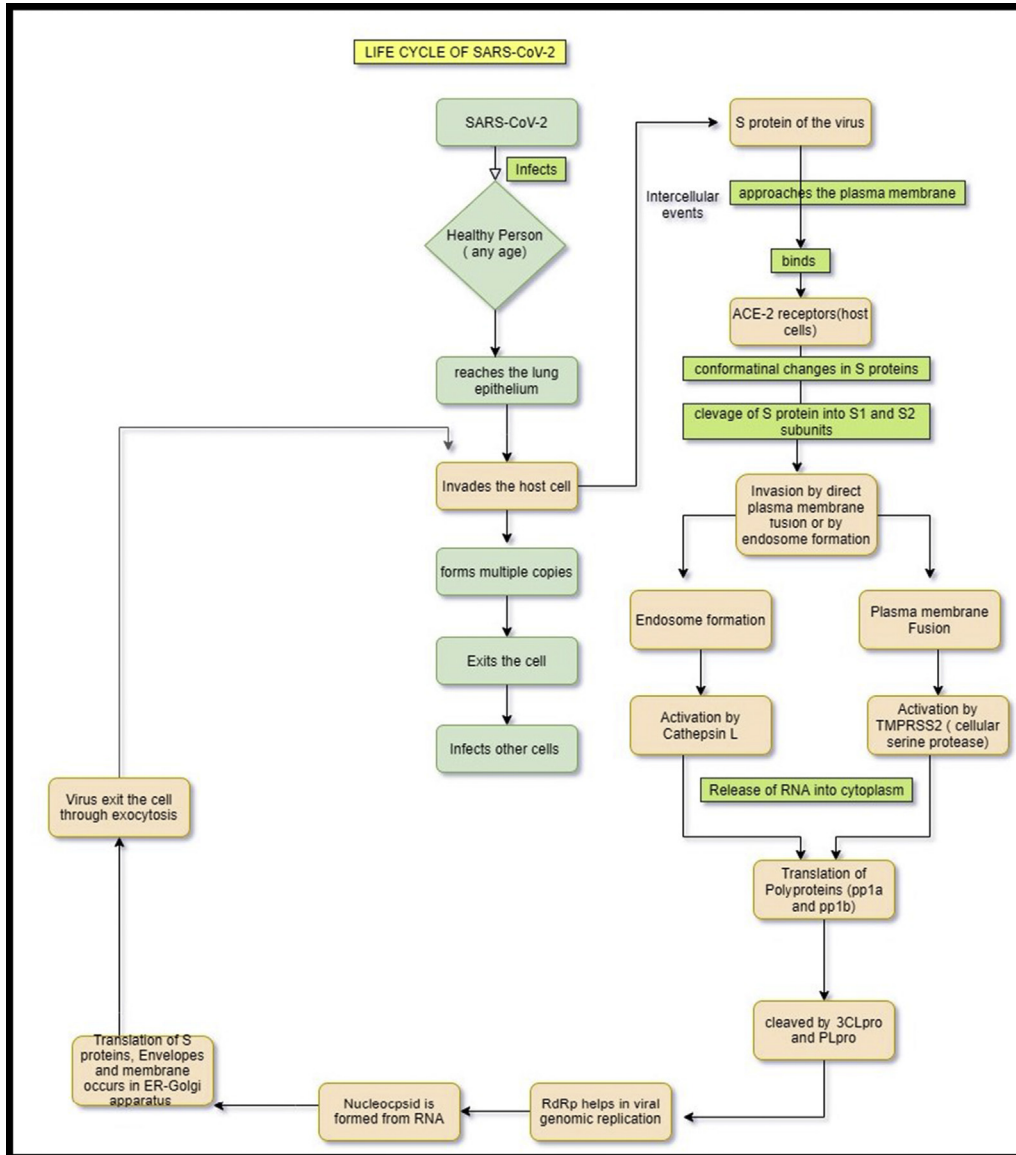 LIFE CYCLE OF SARS-CoV-2
SARS-CoV-2
Infects
Healthy Person
( any age)
reaches the lung
epithelium
Invades the host cell
forms multiple copies
Exits the cell
Infects other cells
S protein of the virus
Intercellular
events
approaches the plasma membrane
binds
ACE-2 receptors(host
cells)
conformatinal changes in S proteins
clevage of S protein into S1 and S2
subunits
Invasion by direct
plasma membrane
fusion or by
endosome formation
Endosome formation
Plasma membrane
Fusion
Activation by
Cathepsin L
Activation by
TMPRSS2 ( cellular
serine protease)
Release of RNA into cytoplasm
Translation of
Polyproteins (pp1a
and pp1b)
cleaved by 3CLpro
and PLpro
RdRp helps in viral
genomic replication
Nucleocpsid is
formed from RNA
Translation of S
proteins, Envelopes
and membrane
occurs in ER-Golgi
apparatus
Virus exit the cell
through exocytosis